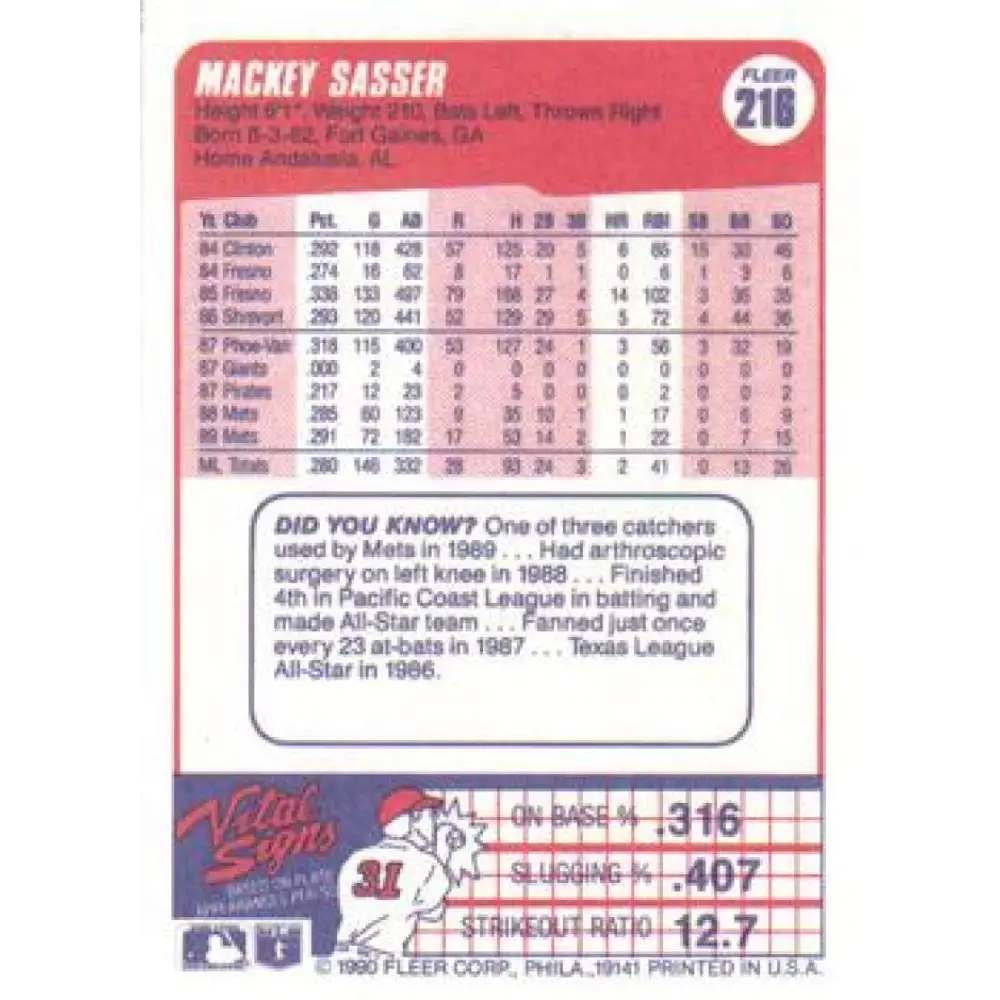 MACKEY SASSER
FLEER
216
Height 6'1", Weight 210, Bats Left, Throws Right
Born 8-3-62, Fort Gaines, GA
Home Andalusia, AL
Yr. Club Pct. G AB R H 2B 3B HR RBI SB BB SO
84 Clinton .292 118 428 57 125 20 5 6 65 15 30 46
84 Fresno .274 16 62 8 17 1 1 0 6 1 3 6
85 Fresno .338 133 497 79 168 27 4 14 102 3 36 35
86 Shrevprt .293 120 441 52 129 29 5 5 72 4 44 36
87 Phoe-Van .318 115 400 53 127 24 1 3 56 3 32 19
87 Giants .000 2 4 0 0 0 0 0 0 0 0 0
87 Pirates .217 12 23 2 5 0 0 0 2 0 0 2
88 Mets .285 60 123 9 35 10 1 1 17 0 6 9
89 Mets .291 72 182 17 53 14 2 1 22 0 7 15
ML Totals .280 146 332 28 93 24 3 2 41 0 13 26
DID YOU KNOW? One of three catchers
used by Mets in 1989 . . . Had arthroscopic
surgery on left knee in 1988 . . . Finished
4th in Pacific Coast League in batting and
made All-Star team . . . Fanned just once
every 23 at-bats in 1987 . . . Texas League
All-Star in 1986.
Vital
Signs
BASED ON PLATE
APPEARANCES
31
ON BASE % .316
SLUGGING % .407
STRIKEOUT RATIO 12.7
© 1990 FLEER CORP., PHILA., 19141 PRINTED IN U.S.A.